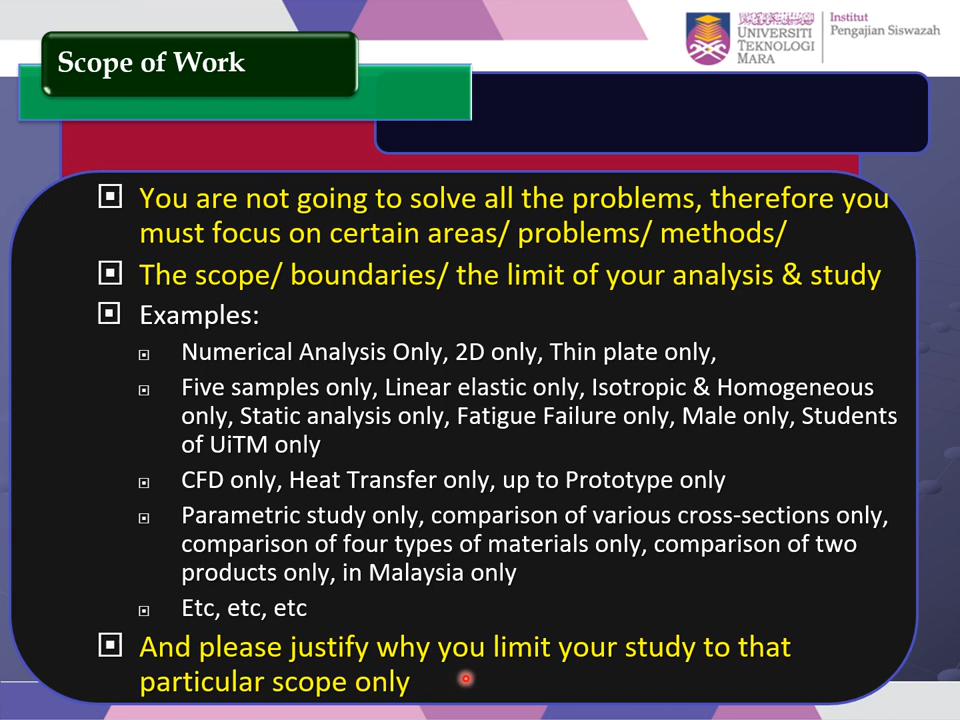 Scope of Work
UNIVERSITI
TEKNOLOGI
MARA
Institut
Pengajian Siswazah
You are not going to solve all the problems, therefore you
must focus on certain areas/ problems/ methods/
The scope/ boundaries/ the limit of your analysis & study
Examples:
Numerical Analysis Only, 2D only, Thin plate only,
Five samples only, Linear elastic only, Isotropic & Homogeneous
only, Static analysis only, Fatigue Failure only, Male only, Students
of UiTM only
CFD only, Heat Transfer only, up to Prototype only
Parametric study only, comparison of various cross-sections only,
comparison of four types of materials only, comparison of two
products only, in Malaysia only
Etc, etc, etc
And please justify why you limit your study to that
particular scope only